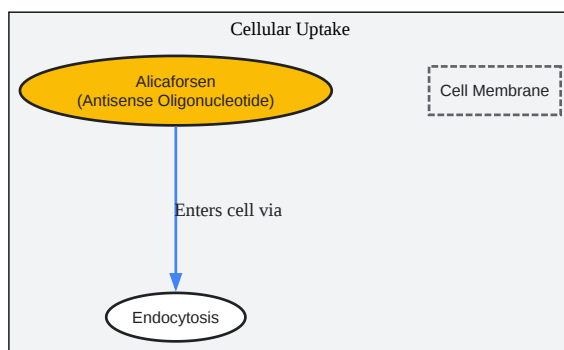 Cellular Uptake
Alicaforsen
(Antisense Oligonucleotide)
Cell Membrane
Enters cell via
Endocytosis